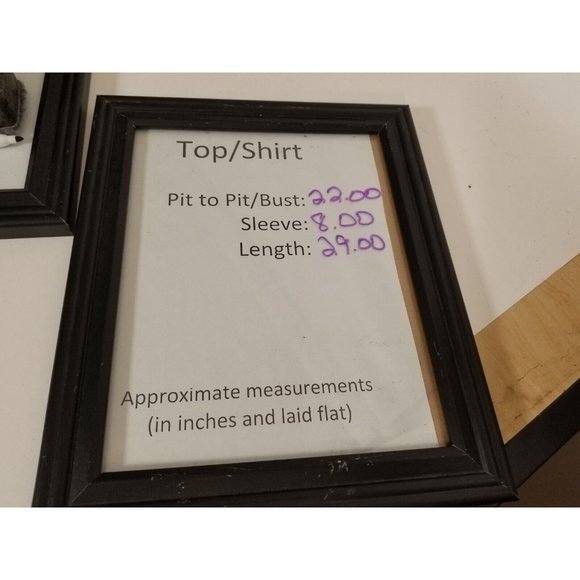 Top/Shirt
Pit to Pit/Bust: 22.00
Sleeve: 8.00
Length: 29.00
Approximate measurements
(in inches and laid flat)